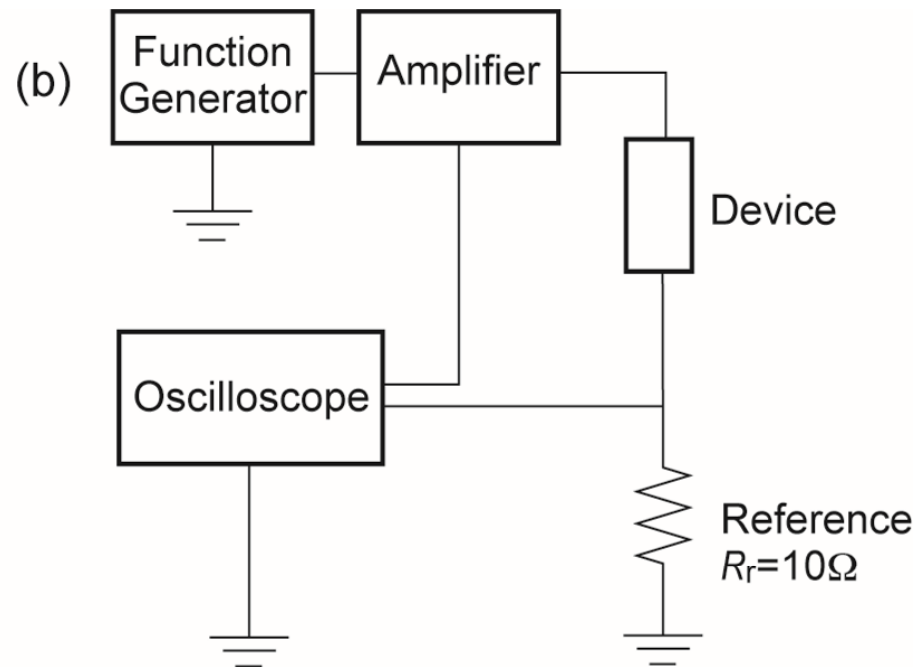 (b)
Function
Generator
Amplifier
Device
Oscilloscope
Reference
Rr=10Ω